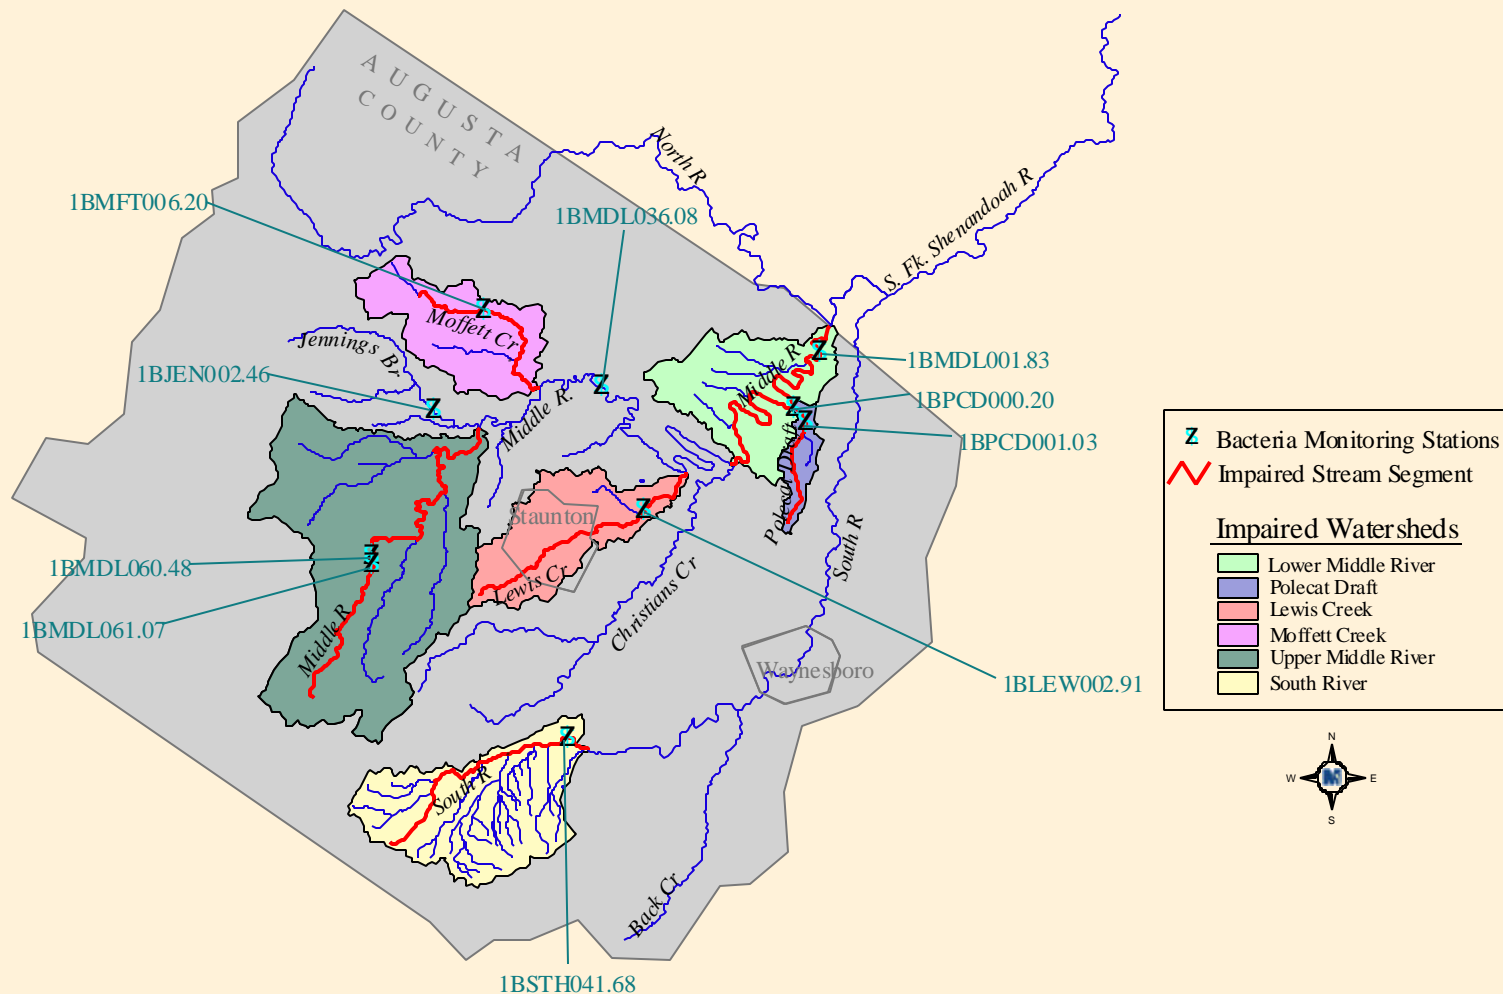 AUGUSTA
COUNTY
North R
S. Fk. Shenandoah R
1BMFT006.20
1BMDL036.08
Moffett Cr
Jennings Br.
1BJEN002.46
Middle R.
Middle R
1BMDL001.83
1BPCD000.20
1BPCD001.03
Polecat Draft
Staunton
Lewis Cr
Christians Cr
South R
1BMDL060.48
1BMDL061.07
Middle R
Waynesboro
1BLEW002.91
South R
Back Cr
1BSTH041.68
Z Bacteria Monitoring Stations
Impaired Stream Segment
Impaired Watersheds
Lower Middle River
Polecat Draft
Lewis Creek
Moffett Creek
Upper Middle River
South River
N
W M E
S